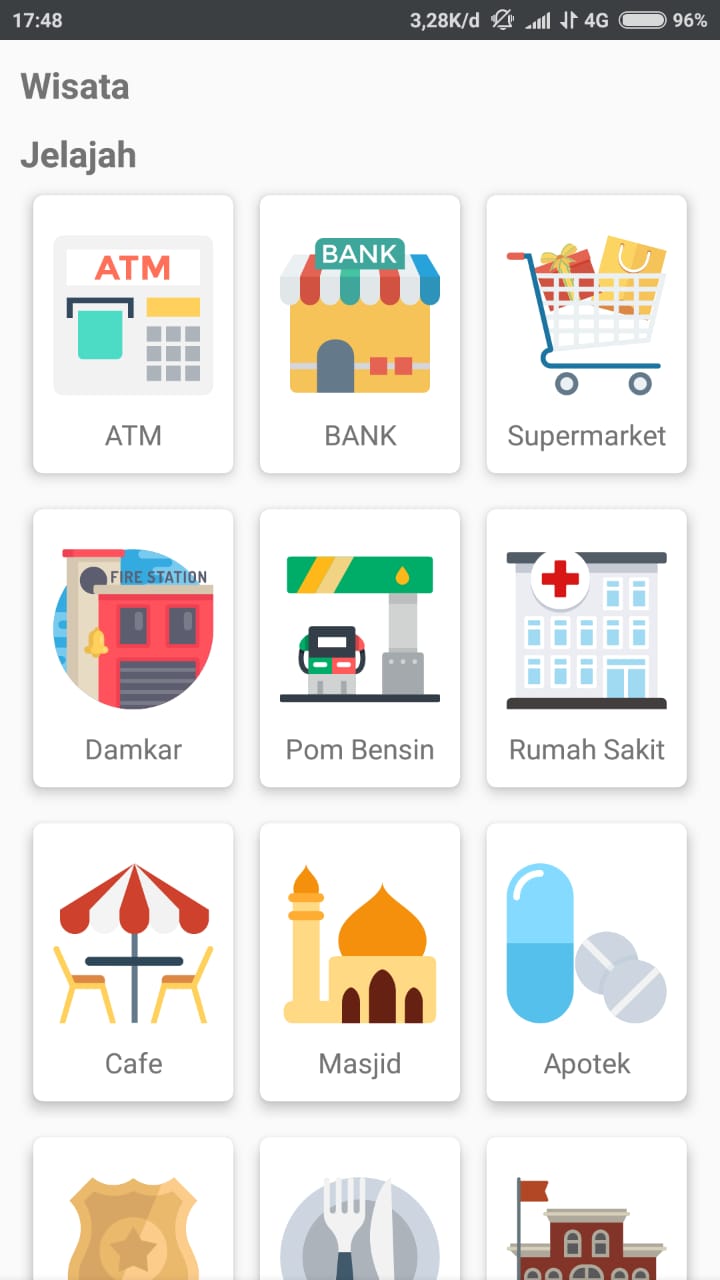 17:48 3,28K/d 4G 96%
Wisata
Jelajah
ATM
BANK
ATM BANK Supermarket
FIRE STATION
Damkar Pom Bensin Rumah Sakit
Cafe Masjid Apotek